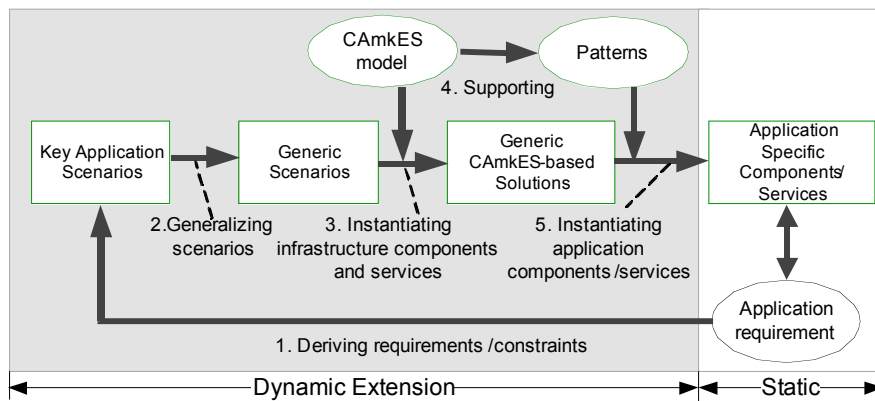 CAmkES
model
Patterns
4. Supporting
Key Application
Scenarios
Generic
Scenarios
Generic
CAmkES-based
Solutions
Application
Specific
Components/
Services
2.Generalizing
scenarios
3. Instantiating
infrastructure components
and services
5. Instantiating
application
components/services
Application
requirement
1. Deriving requirements/constraints
Dynamic Extension
Static